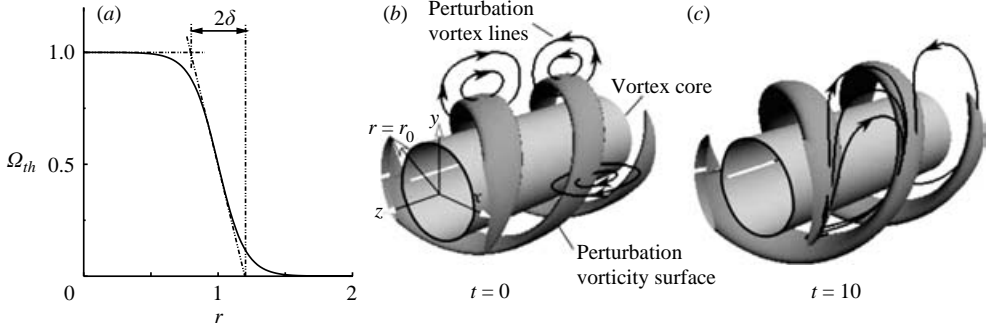 (a)
2δ
1.0
0.5
0
Ω_th
0
1
2
r
(b)
Perturbation
vortex lines
Vortex core
r = r_0
y
x
z
Perturbation
vorticity surface
t = 0
(c)
t = 10